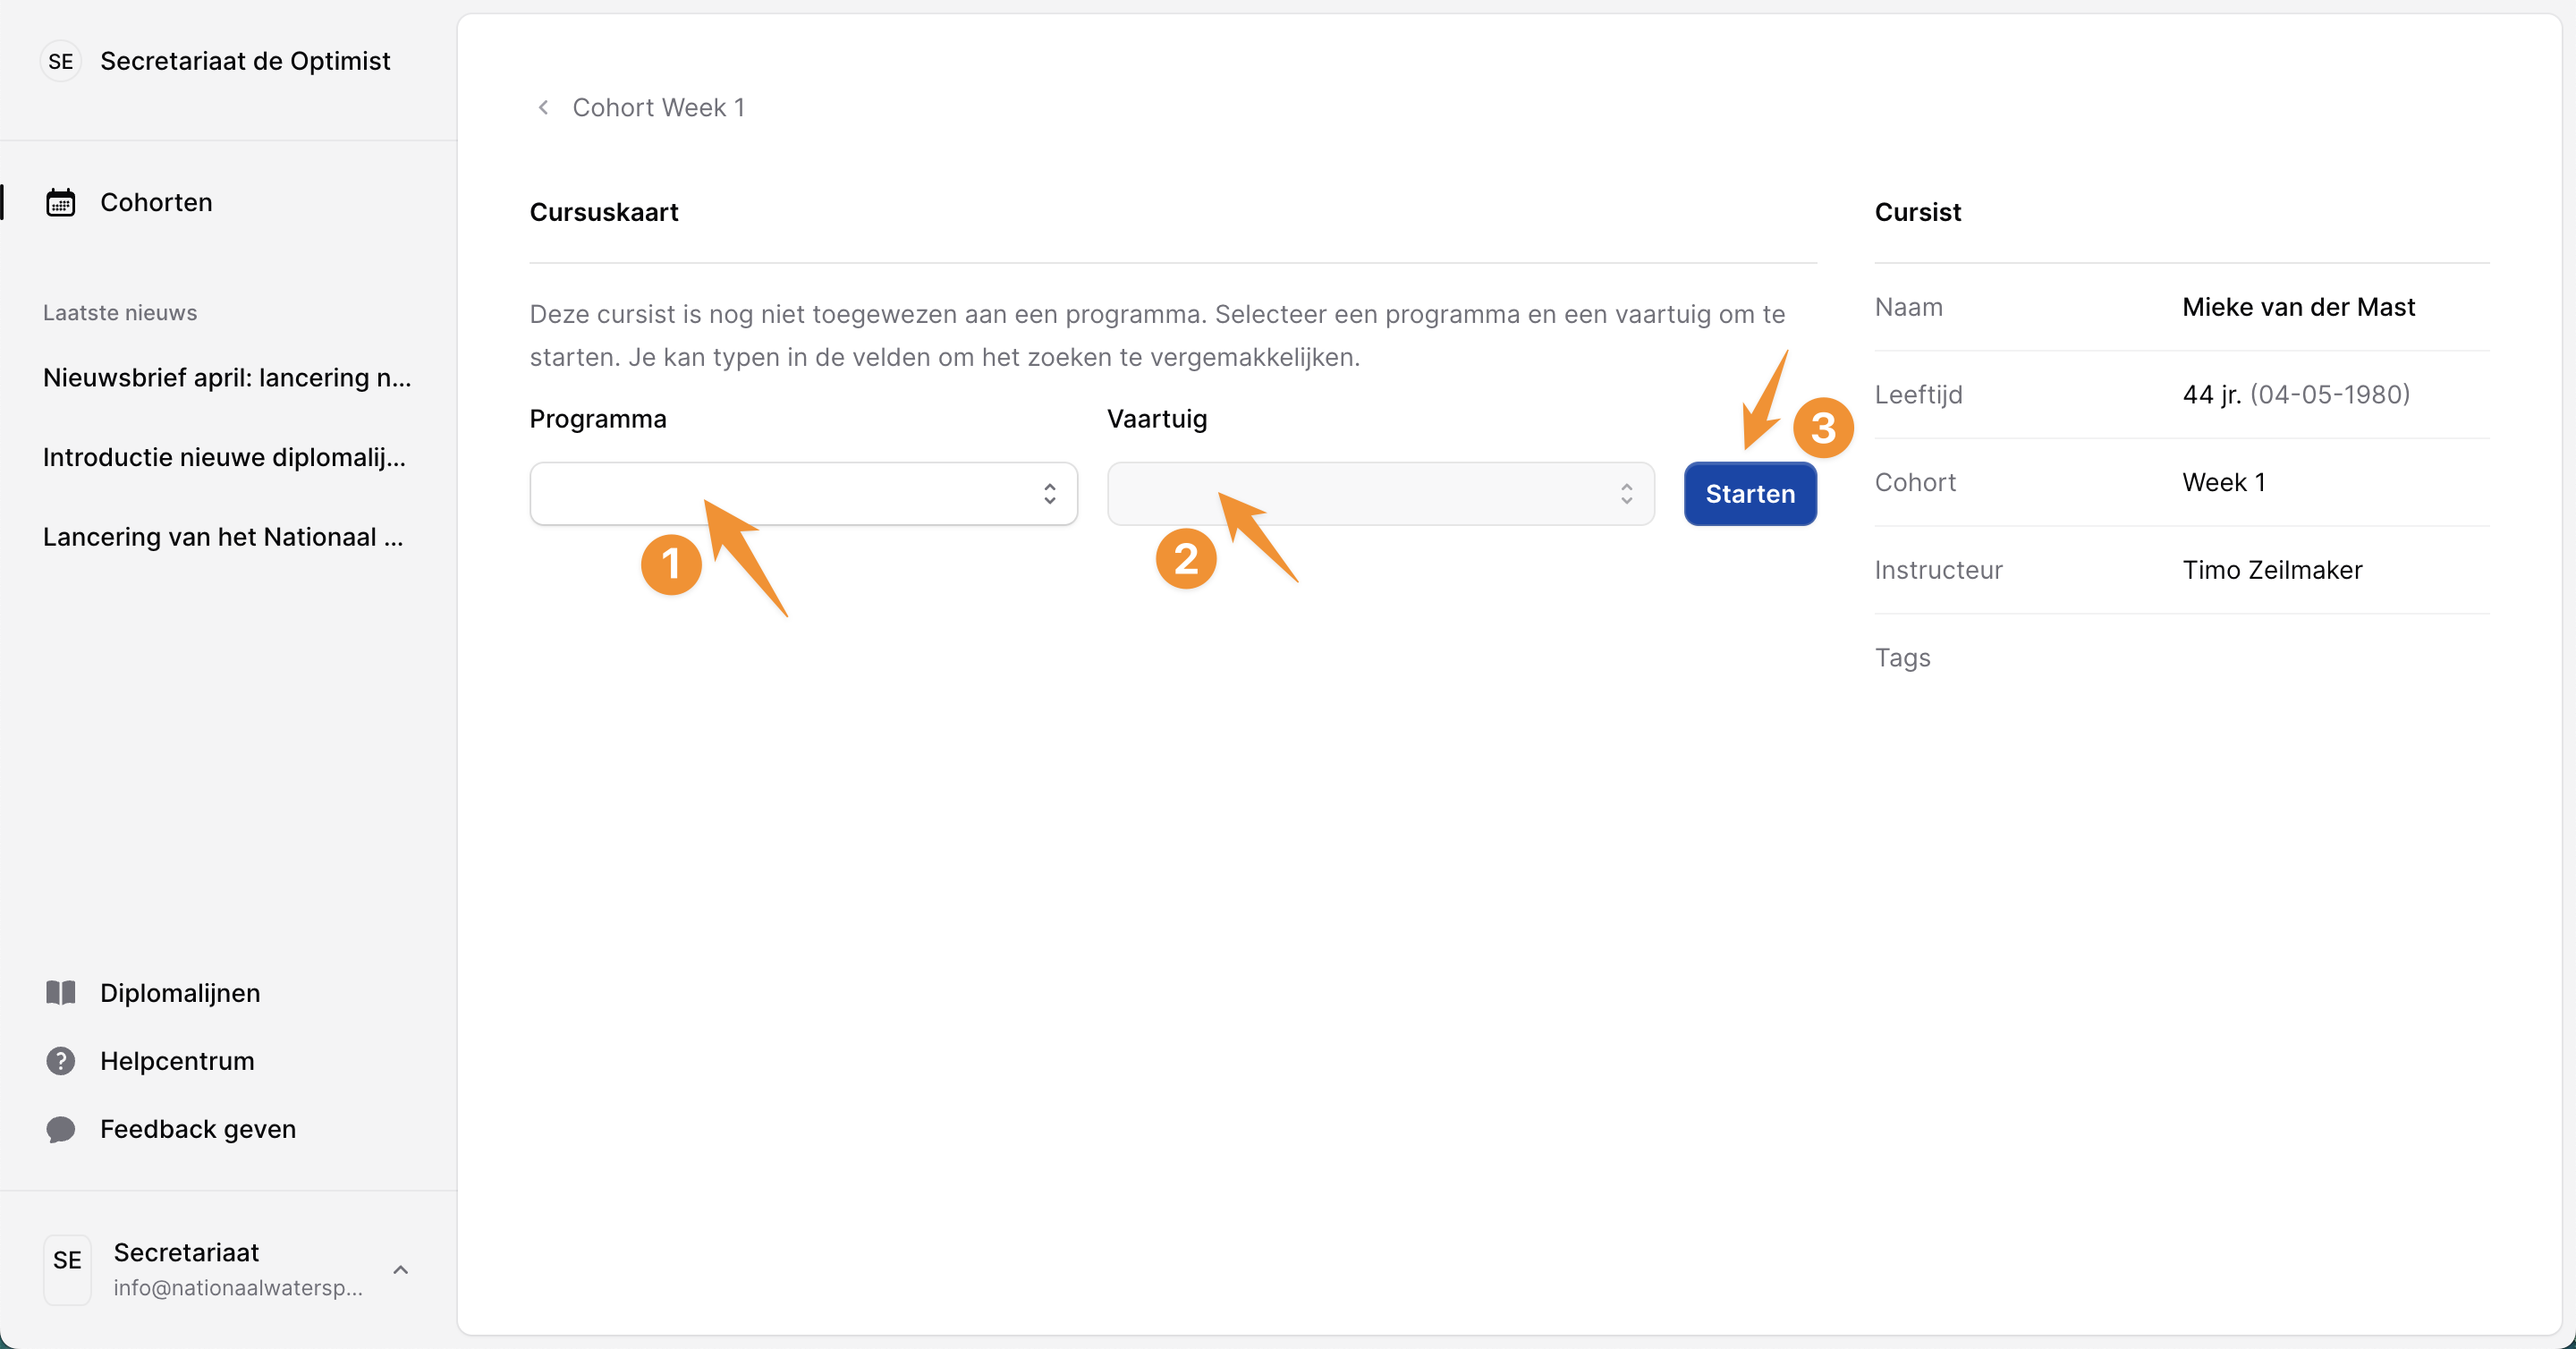 SE Secretariaat de Optimist
Cohorten
Laatste nieuws
Nieuwsbrief april: lancering n...
Introductie nieuwe diplomalij...
Lancering van het Nationaal ...
Diplomalijnen
Helpcentrum
Feedback geven
SE
Secretariaat
info@nationaalwatersp...
Cohort Week 1
Cursuskaart
Deze cursist is nog niet toegewezen aan een programma. Selecteer een programma en een vaartuig om te
starten. Je kan typen in de velden om het zoeken te vergemakkelijken.
Programma
Vaartuig
Starten
1
2
3
Cursist
Naam Mieke van der Mast
Leeftijd 44 jr. (04-05-1980)
Cohort Week 1
Instructeur Timo Zeilmaker
Tags